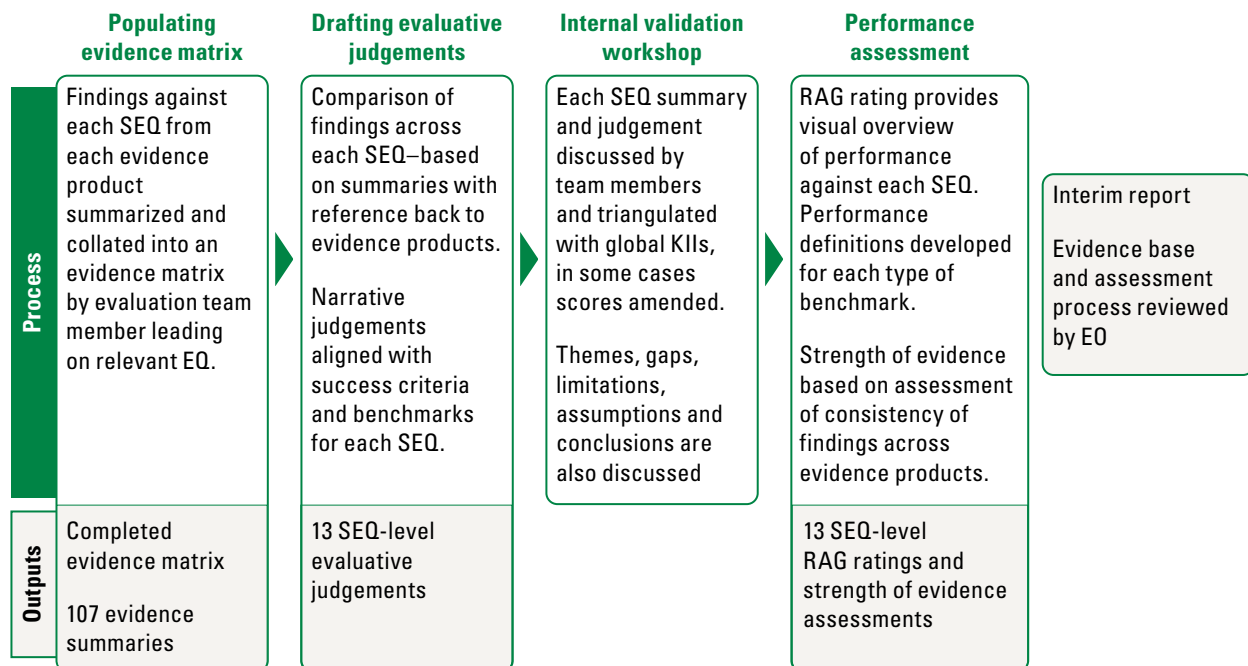 Populating
evidence matrix
Drafting evaluative
judgements
Internal validation
workshop
Performance
assessment
Process
Findings against
each SEQ from
each evidence
product
summarized and
collated into an
evidence matrix
by evaluation team
member leading
on relevant EQ.
Comparison of
findings across
each SEQ–based
on summaries with
reference back to
evidence products.
Narrative
judgements
aligned with
success criteria
and benchmarks
for each SEQ.
Each SEQ summary
and judgement
discussed by
team members
and triangulated
with global KIIs,
in some cases
scores amended.
Themes, gaps,
limitations,
assumptions and
conclusions are
also discussed
RAG rating provides
visual overview
of performance
against each SEQ.
Performance
definitions developed
for each type of
benchmark.
Strength of evidence
based on assessment
of consistency of
findings across
evidence products.
Interim report
Evidence base
and assessment
process reviewed
by EO
Outputs
Completed
evidence matrix
107 evidence
summaries
13 SEQ-level
evaluative
judgements
13 SEQ-level
RAG ratings and
strength of evidence
assessments